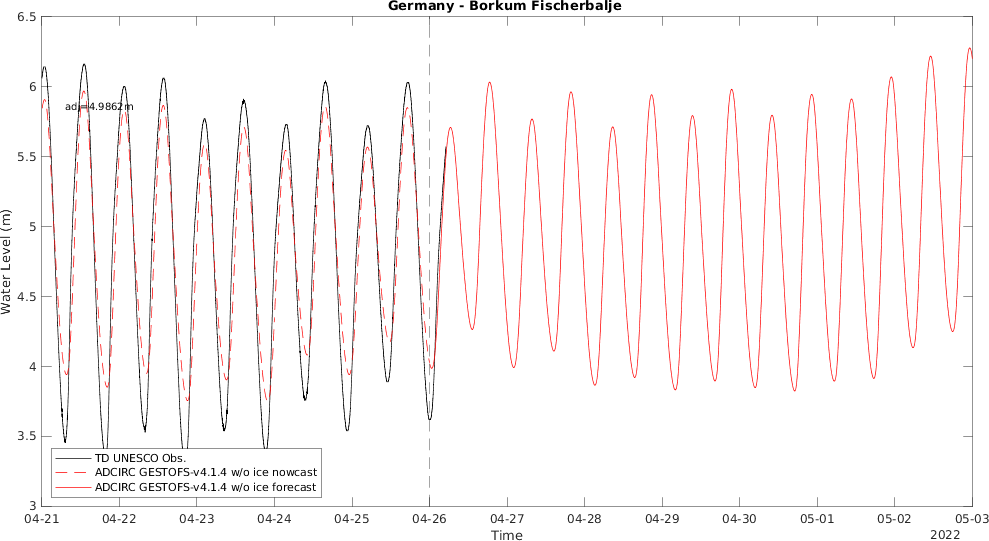 Germany - Borkum Fischerbalje
6.5
6
5.5
5
4.5
4
3.5
3
Water Level (m)
adj=4.9862m
TD UNESCO Obs.
ADCIRC GESTOFS-v4.1.4 w/o ice nowcast
ADCIRC GESTOFS-v4.1.4 w/o ice forecast
04-21 04-22 04-23 04-24 04-25 04-26 04-27 04-28 04-29 04-30 05-01 05-02 05-03
Time
2022